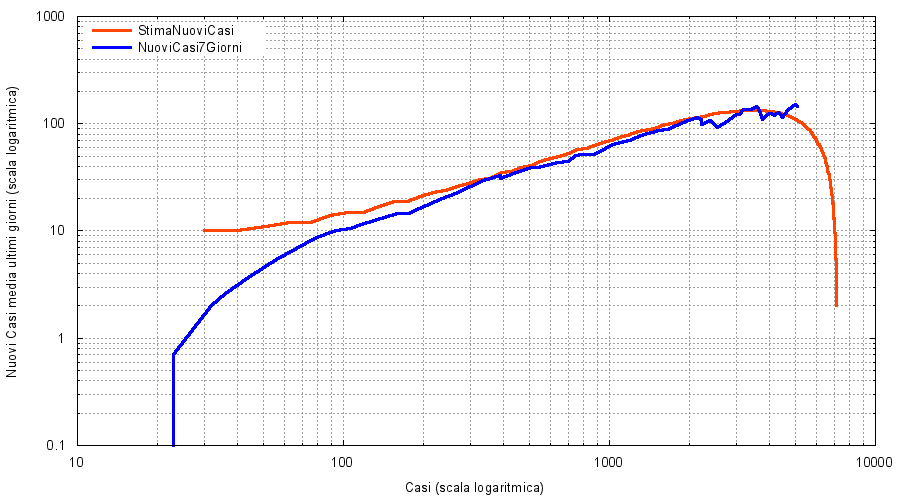 1000
StimaNuoviCasi
NuoviCasi7Giorni
100
10
1
0.1
Nuovi Casi media ultimi giorni (scala logaritmica)
10 100 1000 10000
Casi (scala logaritmica)